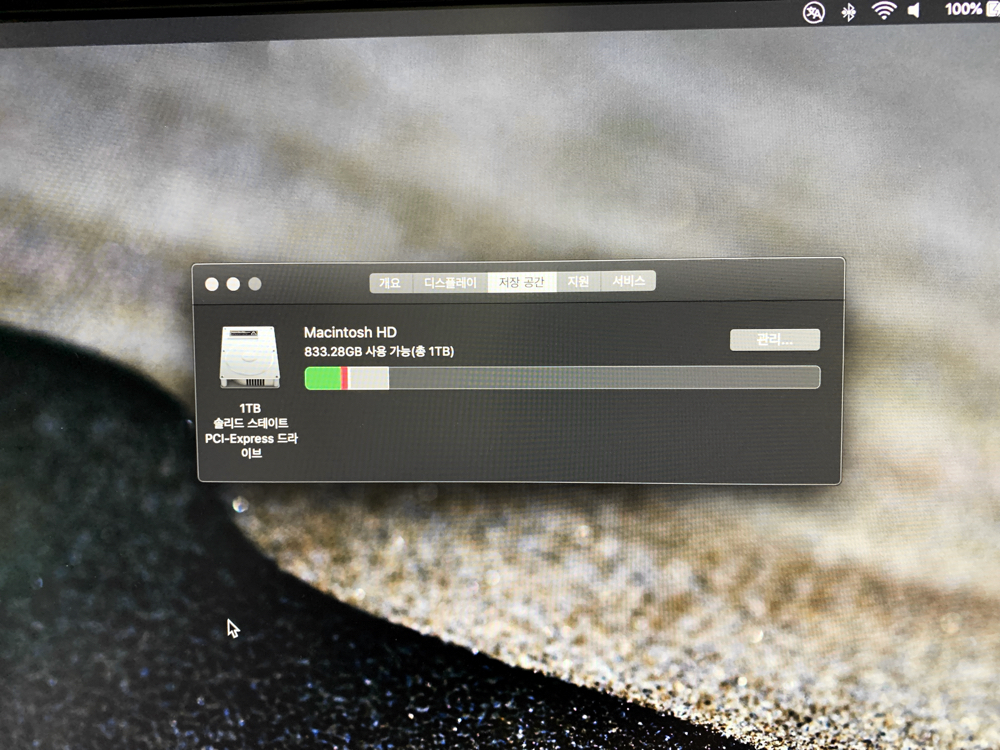 100%
개요 디스플레이 저장 공간 지원 서비스
Macintosh HD
833.28GB 사용 가능(총 1TB)
관리...
1TB
솔리드 스테이트
PCI-Express 드라
이브